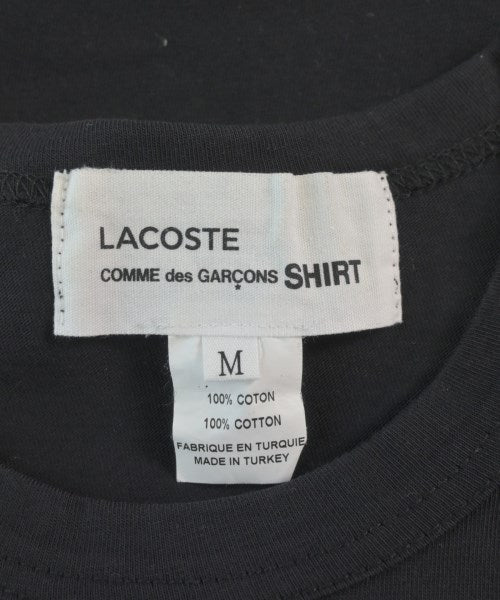 LACOSTE
COMME des GARÇONS SHIRT
M
100% COTON
100% COTTON
FABRIQUE EN TURQUIE
MADE IN TURKEY